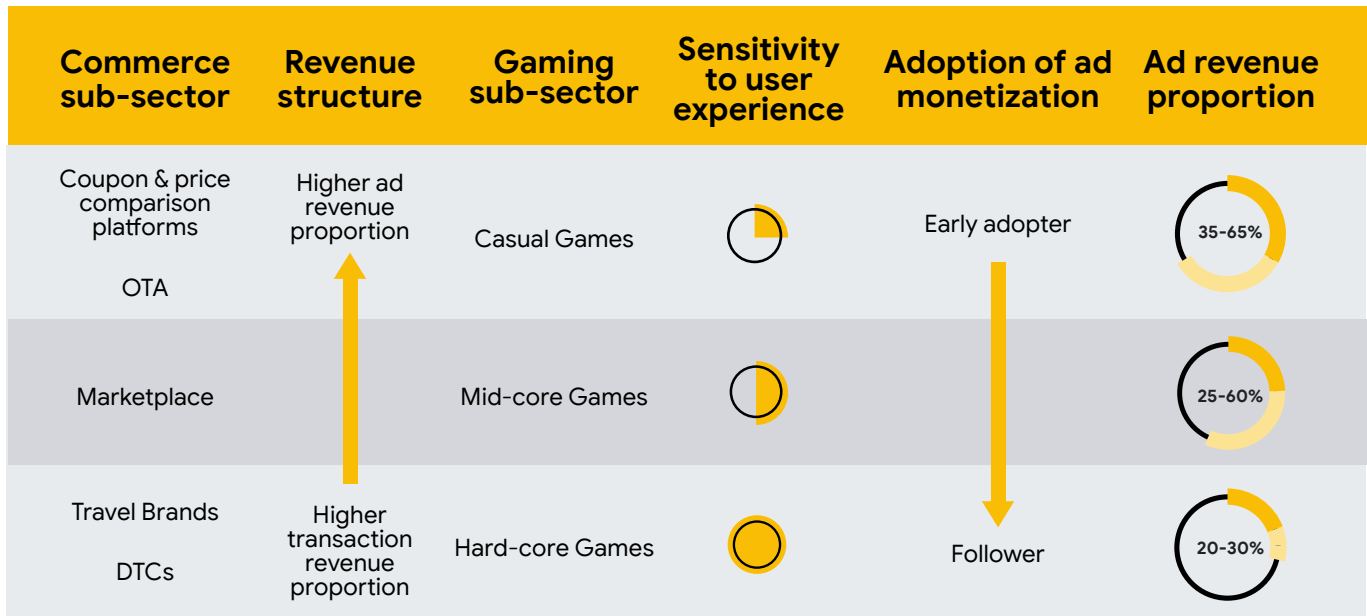 Commerce
sub-sector
Revenue
structure
Gaming
sub-sector
Sensitivity
to user
experience
Adoption of ad
monetization
Ad revenue
proportion
Coupon & price
comparison
platforms
OTA
Higher ad
revenue
proportion
Casual Games
Early adopter
35-65%
Marketplace
Mid-core Games
25-60%
Travel Brands
DTCs
Higher
transaction
revenue
proportion
Hard-core Games
Follower
20-30%